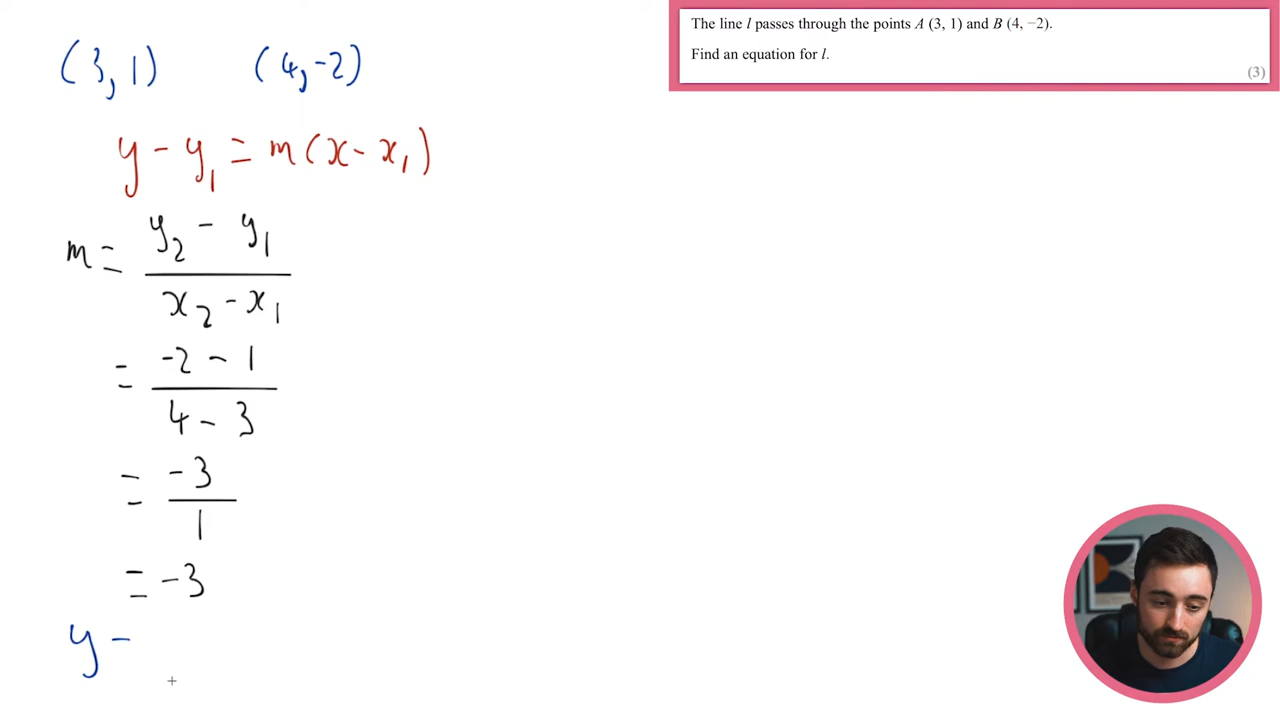 The line l passes through the points A (3, 1) and B (4, −2).
Find an equation for l.
(3)
(3, 1) (4, -2)
y - y₁ = m(x - x₁)
m = y₂ - y₁
x₂ - x₁
= -2 - 1
4 - 3
= -3
1
= -3
y -